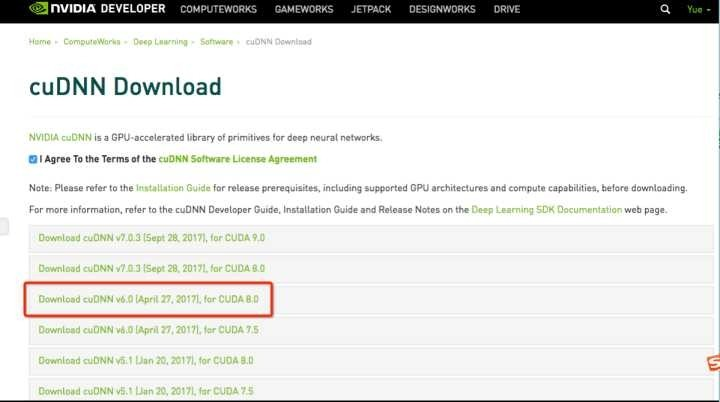 NVIDIA DEVELOPER COMPUTEWORKS GAMEWORKS JETPACK DESIGNWORKS DRIVE Yue
Home ComputeWorks Deep Learning Software cuDNN Download
cuDNN Download
NVIDIA cuDNN is a GPU-accelerated library of primitives for deep neural networks.
I Agree To the Terms of the cuDNN Software License Agreement
Note: Please refer to the Installation Guide for release prerequisites, including supported GPU architectures and compute capabilities, before downloading.
For more information, refer to the cuDNN Developer Guide, Installation Guide and Release Notes on the Deep Learning SDK Documentation web page.
Download cuDNN v7.0.3 (Sept 28, 2017), for CUDA 9.0
Download cuDNN v7.0.3 (Sept 28, 2017), for CUDA 8.0
Download cuDNN v6.0 (April 27, 2017), for CUDA 8.0
Download cuDNN v6.0 (April 27, 2017), for CUDA 7.5
Download cuDNN v5.1 (Jan 20, 2017), for CUDA 8.0
Download cuDNN v5.1 (Jan 20, 2017), for CUDA 7.5